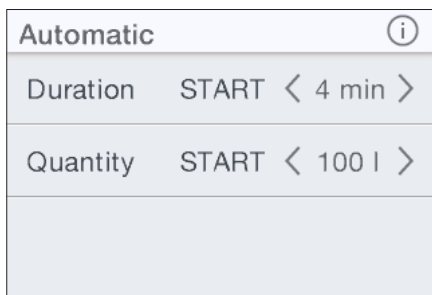 Automatic
Duration START < 4 min >
Quantity START < 100 l >